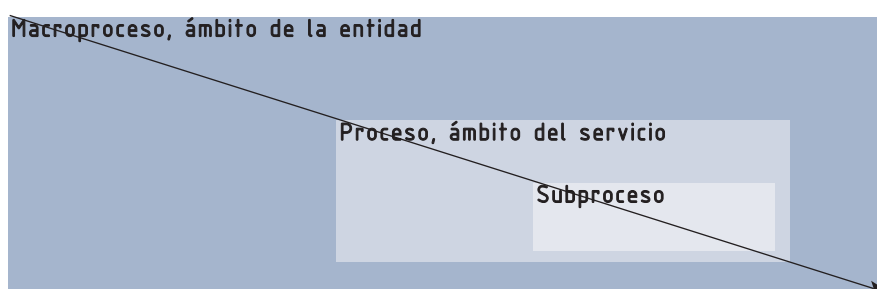 Macroproceso, ámbito de la entidad
Proceso, ámbito del servicio
Subproceso